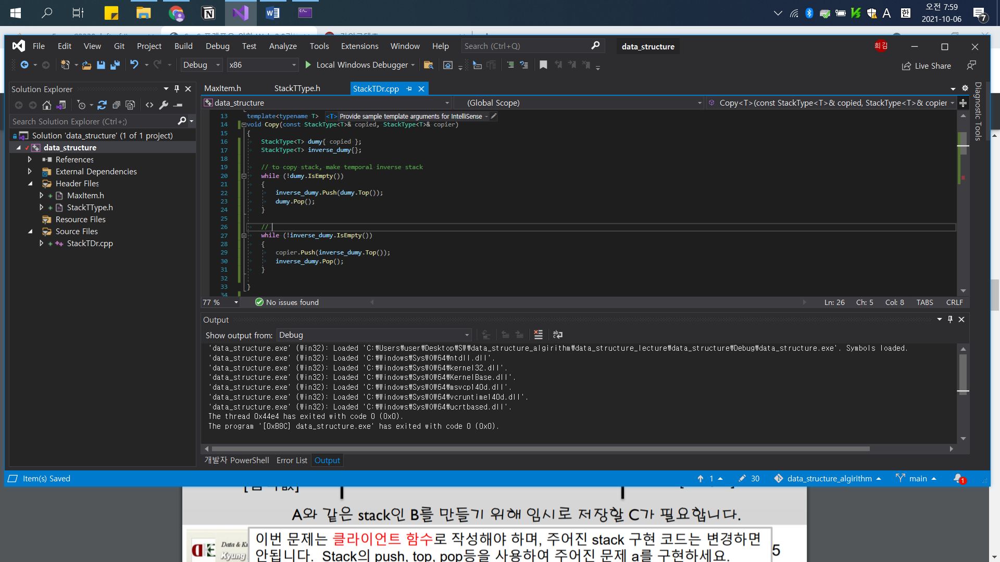 오전 7:59
2021-10-06
A
한
7
File Edit View Git Project Build Debug Test Analyze Tools Extensions Window Help
Search (Ctrl+Q)
data_structure
희김
Debug
x86
Local Windows Debugger
Live Share
Solution Explorer
Search Solution Explorer (Ctrl+;)
Solution 'data_structure' (1 of 1 project)
data_structure
References
External Dependencies
Header Files
MaxItem.h
StackTType.h
Resource Files
Source Files
StackTDr.cpp
MaxItem.h
StackTType.h
StackTDr.cpp
data_structure
(Global Scope)
Copy<T>(const StackType<T>& copied, StackType<T>& copier
Diagnostic Tools
13 template<typename T> <T> Provide sample template arguments for IntelliSense
14 void Copy(const StackType<T>& copied, StackType<T>& copier)
15 {
16 StackType<T> dumy{ copied };
17 StackType<T> inverse_dumy{};
18
19 // to copy stack, make temporal inverse stack
20 while (!dumy.IsEmpty())
21 {
22 inverse_dumy.Push(dumy.Top());
23 dumy.Pop();
24 }
25
26 //
27 while (!inverse_dumy.IsEmpty())
28 {
29 copier.Push(inverse_dumy.Top());
30 inverse_dumy.Pop();
31 }
32
33 }
34
77 %
No issues found
Ln: 26 Ch: 5 Col: 8 TABS CRLF
Output
Show output from: Debug
'data_structure.exe' (Win32): Loaded 'C:₩Users₩user₩Desktop₩SW₩data_structure_algirithm₩data_structure_lecture₩data_structure₩Debug₩data_structure.exe'. Symbols loaded.
'data_structure.exe' (Win32): Loaded 'C:₩Windows₩SysWOW64₩ntdll.dll'.
'data_structure.exe' (Win32): Loaded 'C:₩Windows₩SysWOW64₩kernel32.dll'.
'data_structure.exe' (Win32): Loaded 'C:₩Windows₩SysWOW64₩KernelBase.dll'.
'data_structure.exe' (Win32): Loaded 'C:₩Windows₩SysWOW64₩msvcp140d.dll'.
'data_structure.exe' (Win32): Loaded 'C:₩Windows₩SysWOW64₩vcruntime140d.dll'.
'data_structure.exe' (Win32): Loaded 'C:₩Windows₩SysWOW64₩ucrtbased.dll'.
The thread 0x44e4 has exited with code 0 (0x0).
The program '[0xB8C] data_structure.exe' has exited with code 0 (0x0).
개발자 PowerShell Error List Output
Item(s) Saved
1
30
data_structure_algirithm
main
1
A와 같은 stack인 B를 만들기 위해 임시로 저장할 C가 필요합니다.
Data & K
Kyung
이번 문제는 클라이언트 함수로 작성해야 하며, 주어진 stack 구현 코드는 변경하면
안됩니다. Stack의 push, top, pop등을 사용하여 주어진 문제 a를 구현하세요.
5